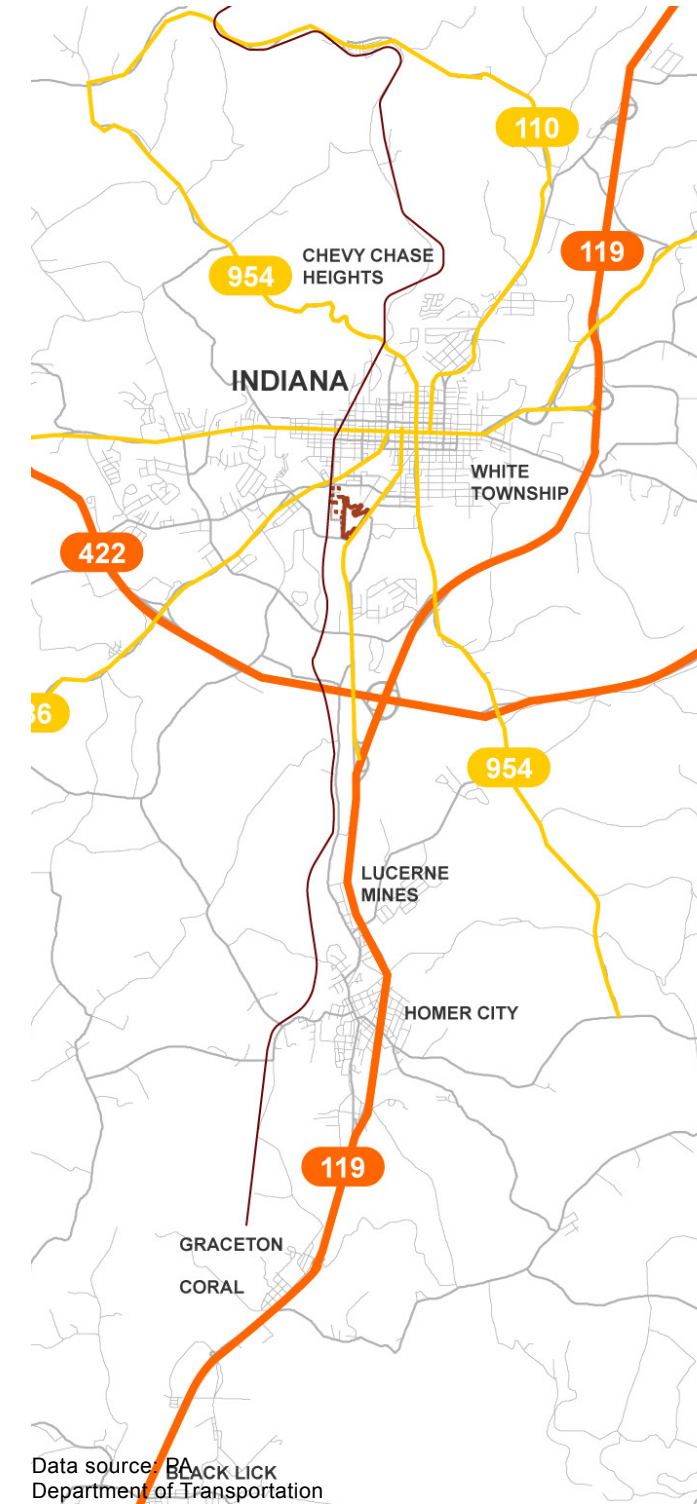 110
119
CHEVY CHASE
HEIGHTS
954
INDIANA
WHITE
TOWNSHIP
422
36
954
LUCERNE
MINES
HOMER CITY
119
GRACETON
CORAL
Data source: PA
BLACK LICK
Department of Transportation